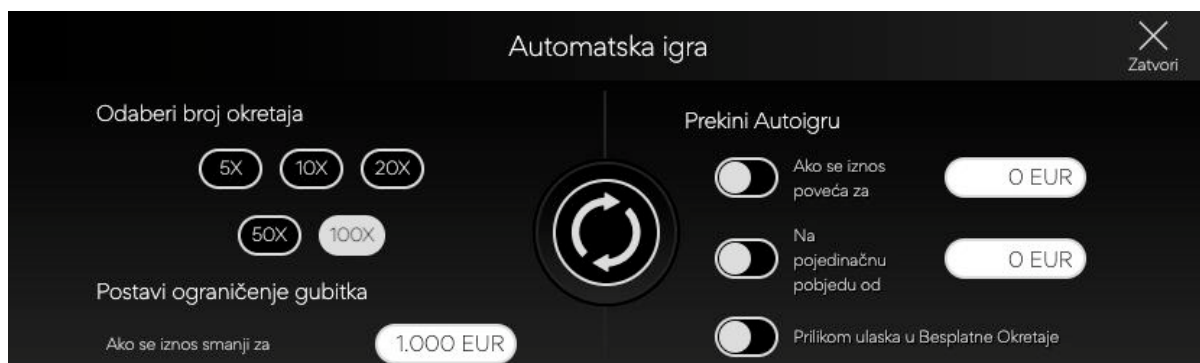 Automatska igra
Zatvori
Odaberi broj okretaja
5X 10X 20X
50X 100X
Postavi ograničenje gubitka
Ako se iznos smanji za 1.000 EUR
Prekini Autoigru
Ako se iznos
poveća za
0 EUR
Na
pojedinačnu
pobjedu od
0 EUR
Prilikom ulaska u Besplatne Okretaje